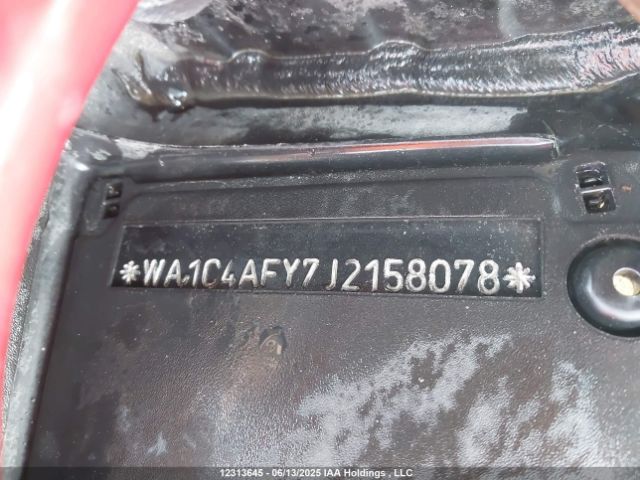 *WA1C4AFY7J2158078*
12313645 - 06/13/2025 IAA Holdings , LLC